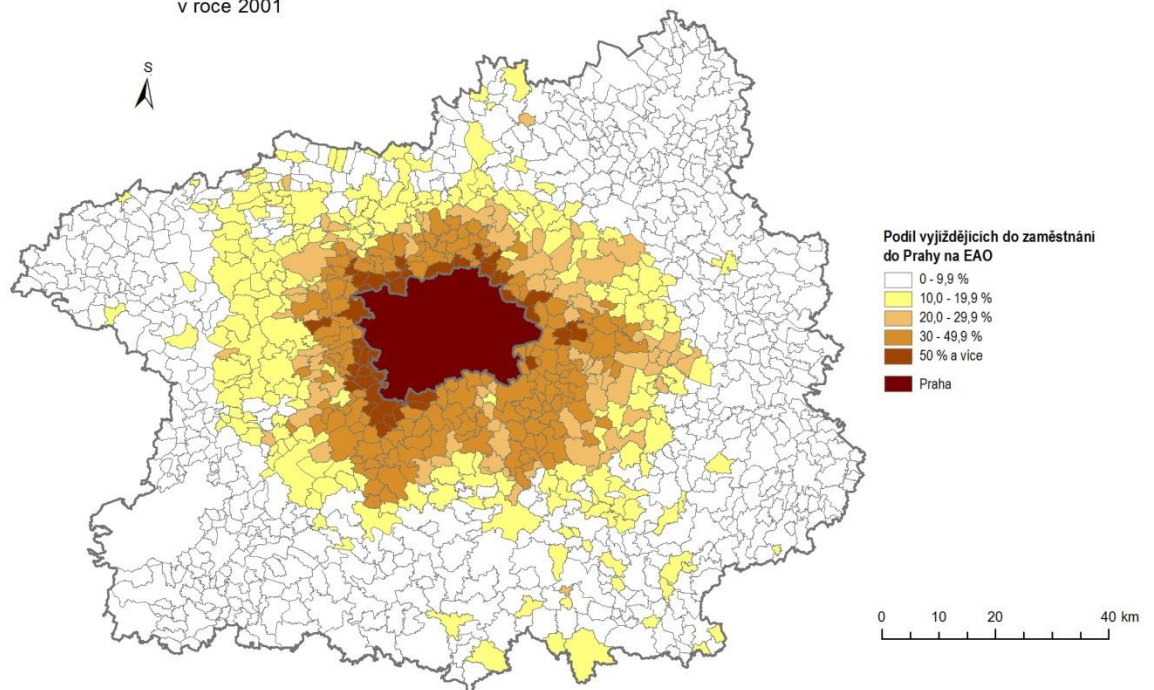 v roce 2001
S
Podíl vyjíždějících do zaměstnání
do Prahy na EAO
0 - 9,9 %
10,0 - 19,9 %
20,0 - 29,9 %
30 - 49,9 %
50 % a více
Praha
0 10 20 40 km